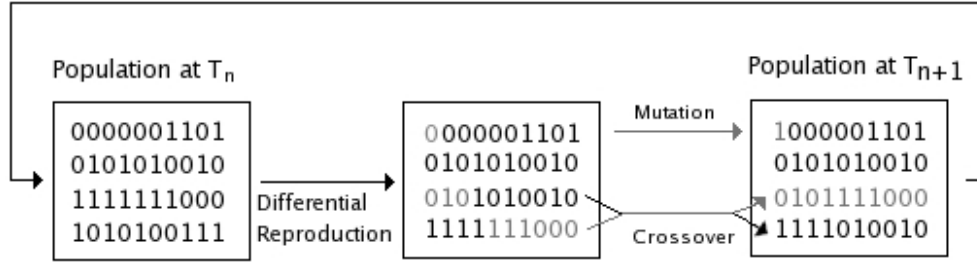 Population at Tn
Population at Tn+1
0000001101
0101010010
1111111000
1010100111
Differential
Reproduction
0000001101
0101010010
0101010010
1111111000
Mutation
Crossover
1000001101
0101010010
0101111000
1111010010